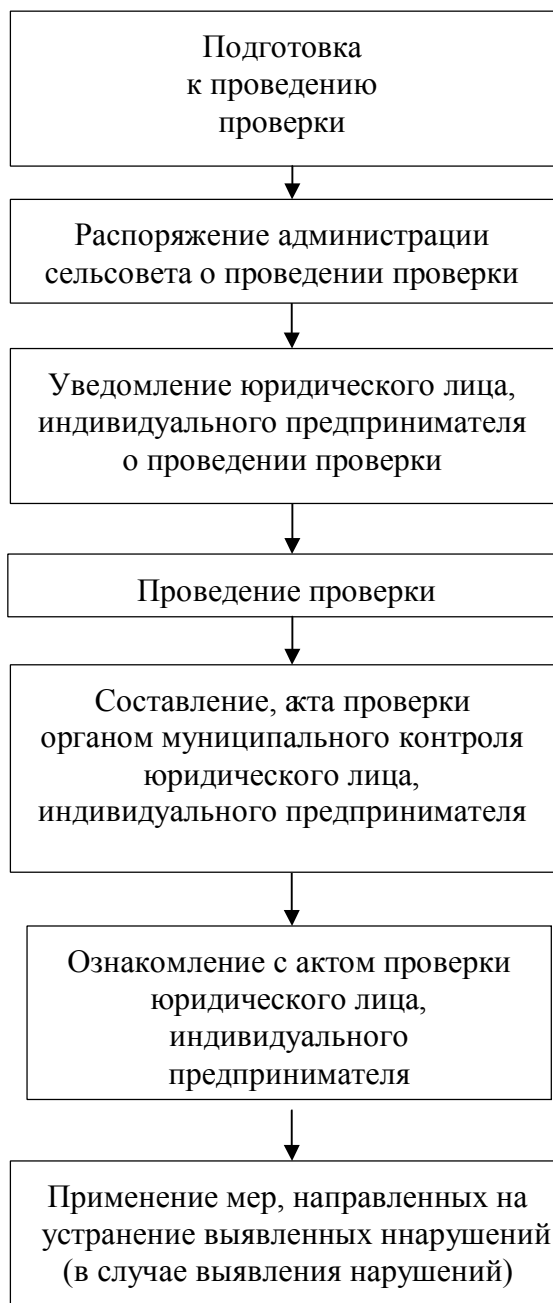 Подготовка
к проведению
проверки
Распоряжение администрации
сельсовета о проведении проверки
Уведомление юридического лица,
индивидуального предпринимателя
о проведении проверки
Проведение проверки
Составление, акта проверки
органом муниципального контроля
юридического лица,
индивидуального предпринимателя
Ознакомление с актом проверки
юридического лица,
индивидуального
предпринимателя
Применение мер, направленных на
устранение выявленных ннарушений
(в случае выявления нарушений)